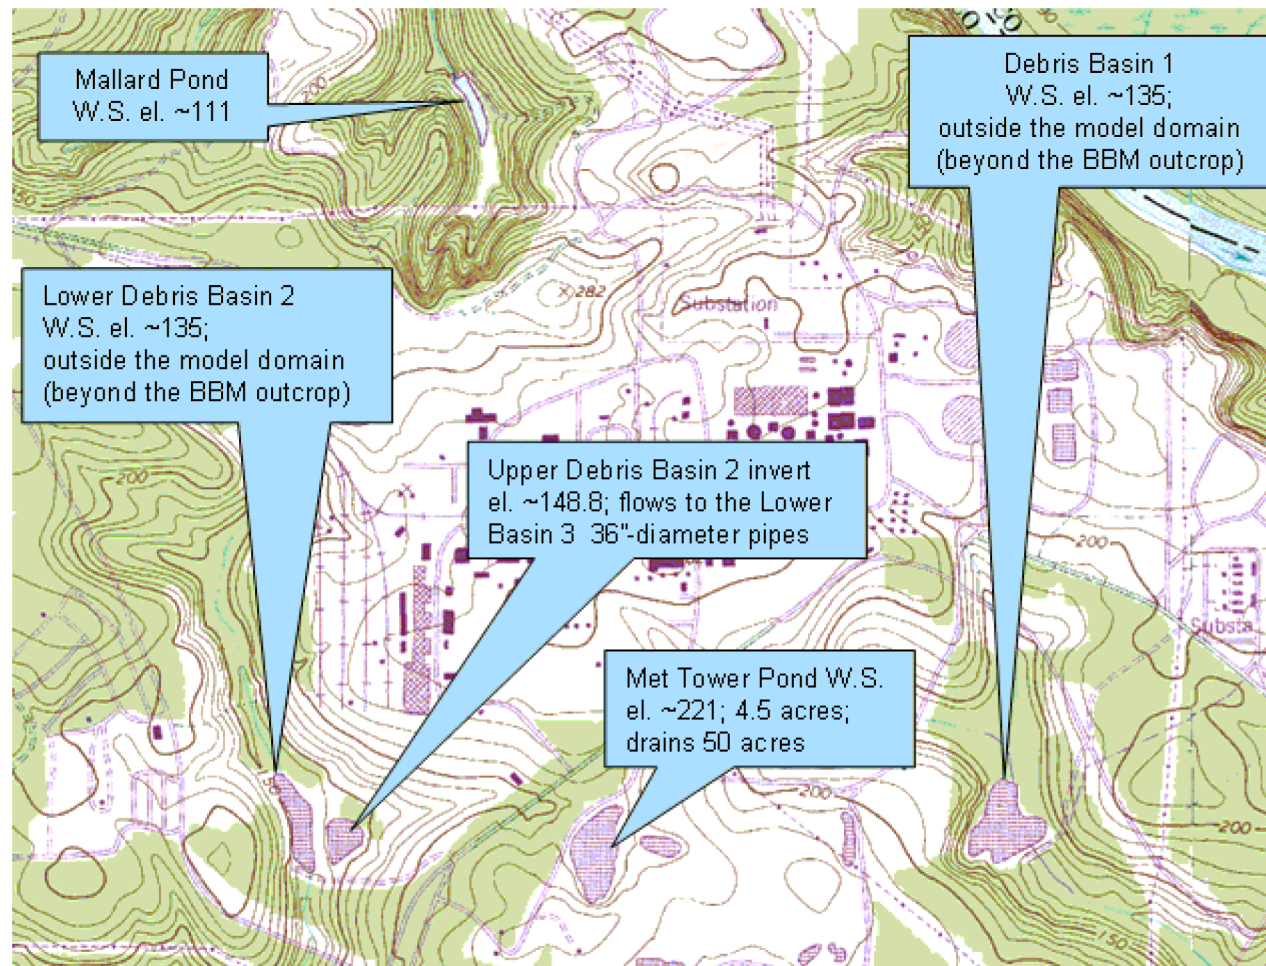 Mallard Pond
W.S. el. ~111
Debris Basin 1
W.S. el. ~135;
outside the model domain
(beyond the BBM outcrop)
200
Lower Debris Basin 2
W.S. el. ~135;
outside the model domain
(beyond the BBM outcrop)
282
Substation
200
Upper Debris Basin 2 invert
el. ~148.8; flows to the Lower
Basin 3 36"-diameter pipes
200
Substa
Met Tower Pond W.S.
el. ~221; 4.5 acres;
drains 50 acres
200
200
150